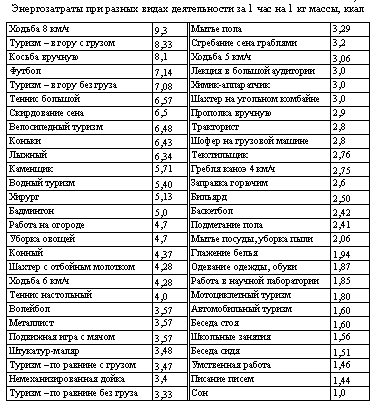 Энергозатраты при разных видах деятельности за 1 час на 1 кг массы, ккал
Ходьба 8 км/ч 9,3
Туризм – в гору с грузом 8,33
Косьба вручную 8,1
Футбол 7,14
Туризм – в гору без груза 7,08
Теннис большой 6,57
Скирдование сена 6,5
Велосипедный туризм 6,48
Коньки 6,43
Лыжный 6,34
Каменщик 5,71
Водный туризм 5,40
Хирург 5,13
Бадминтон 5,0
Работа на огороде 4,7
Уборка овощей 4,7
Конный 4,37
Шахтер с отбойным молотком 4,28
Ходьба 6 км/ч 4,28
Теннис настольный 4,0
Волейбол 3,57
Металлист 3,57
Подвижная игра с мячом 3,57
Штукатур-маляр 3,48
Туризм – по равнине с грузом 3,47
Немеханизированная дойка 3,4
Туризм – по равнине без груза 3,33
Мытье пола 3,29
Сгребание сена граблями 3,2
Ходьба 5 км/ч 3,06
Лекция в большой аудитории 3,0
Химик-аппаратчик 3,0
Шахтер на угольном комбайне 3,0
Прополка вручную 2,9
Тракторист 2,8
Шофер на грузовой машине 2,8
Текстильщик 2,76
Гребля каноэ 4 км/ч 2,75
Заправка горючим 2,6
Бильярд 2,50
Баскетбол 2,42
Подметание пола 2,41
Мытье посуды, уборка пыли 2,06
Глажение белья 1,94
Одевание одежды, обуви 1,87
Работа в научной лаборатории 1,85
Мотоциклетный туризм 1,80
Автомобильный туризм 1,60
Беседа стоя 1,60
Школьные занятия 1,56
Беседа сидя 1,51
Умственная работа 1,46
Писание писем 1,44
Сон 1,0